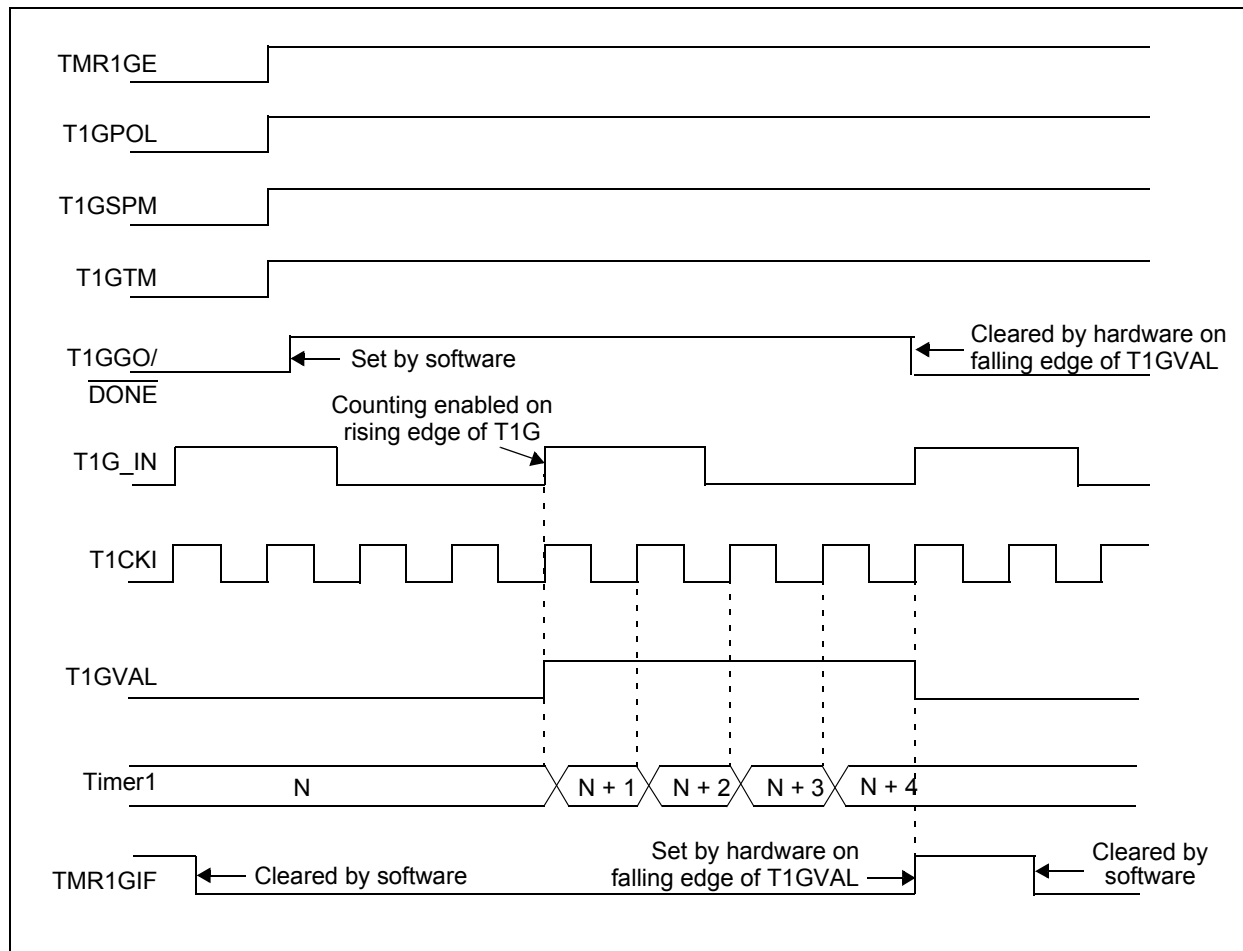 TMR1GE
T1GPOL
T1GSPM
T1GTM
T1GGO/
DONE
Set by software
Cleared by hardware on
falling edge of T1GVAL
Counting enabled on
rising edge of T1G
T1G_IN
T1CKI
T1GVAL
Timer1
N
N + 1
N + 2
N + 3
N + 4
TMR1GIF
Cleared by software
Set by hardware on
falling edge of T1GVAL
Cleared by
software